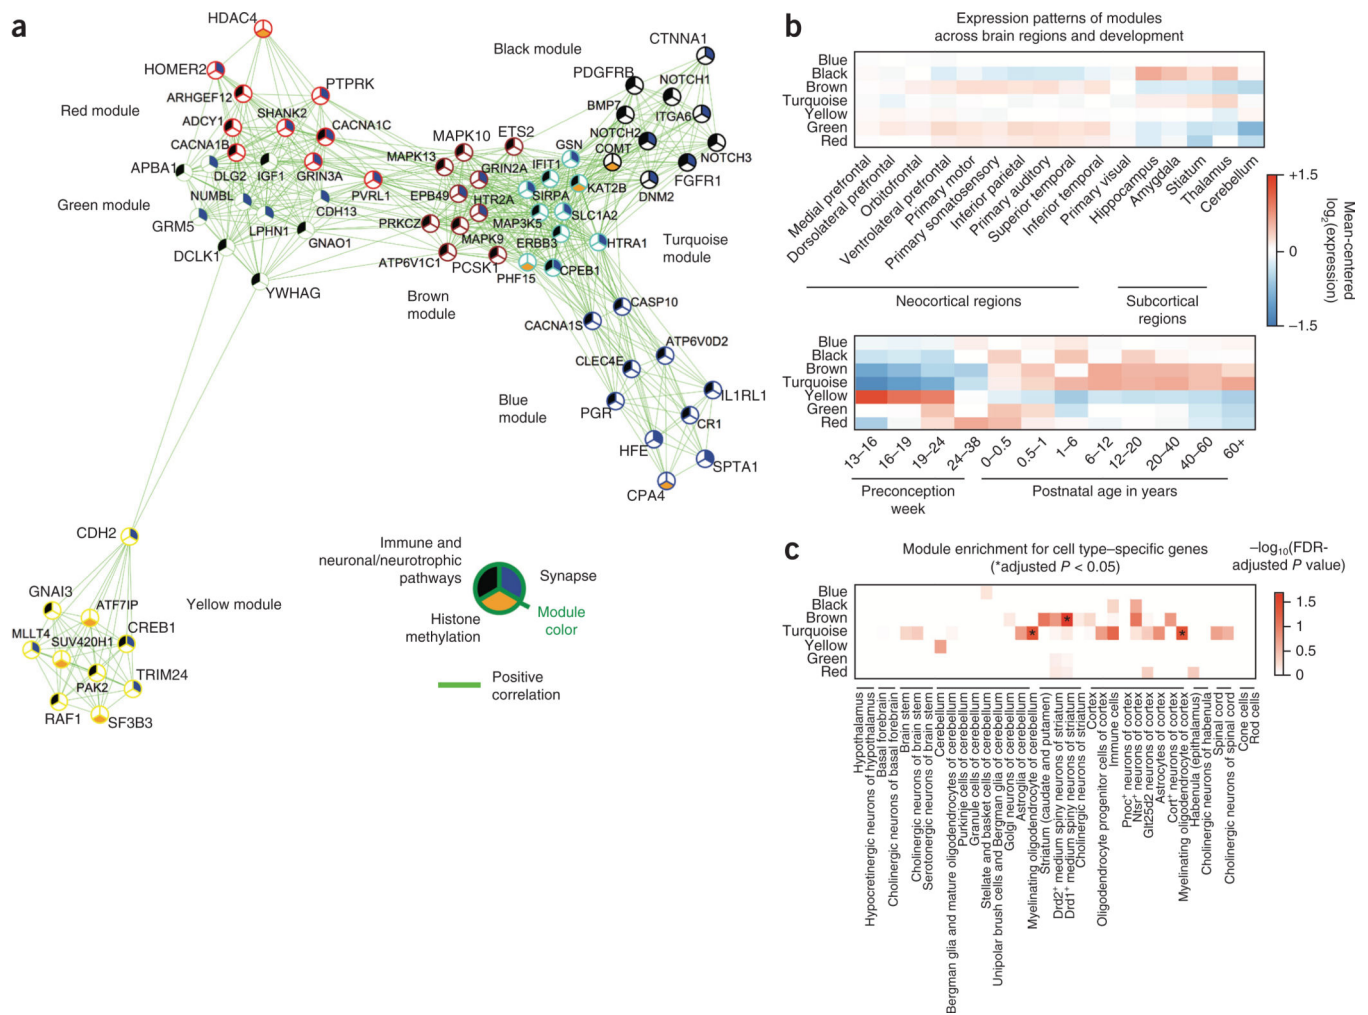 a
HDAC4
HOMER2
PTPRK
Red module
ARHGEF12
SHANK2
ADCY1
CACNA1C
CACNA1B
APBA1
DLG2
IGF1
GRIN3A
NUMBL
PVRL1
Green module
CDH13
GRM5
LPHN1
GNAO1
DCLK1
YWHAG
Black module
CTNNA1
PDGFRB
NOTCH1
BMP7
ITGA6
MAPK10
ETS2
GSN
NOTCH2
COMT
NOTCH3
MAPK13
GRIN2A
IFIT1
KAT2B
FGFR1
EPB49
SIRPA
DNM2
HTR2A
SLC1A2
PRKCZ
MAP3K5
MAPK9
ERBB3
HTRA1
Turquoise
module
ATP6V1C1
PCSK1
PHF15
CPEB1
Brown
module
CASP10
CACNA1S
ATP6V0D2
CLEC4E
Blue
module
IL1RL1
PGR
CR1
HFE
SPTA1
CPA4
CDH2
GNAI3
ATF7IP
Yellow module
MLLT4
SUV420H1
CREB1
PAK2
TRIM24
RAF1
SF3B3
Immune and
neuronal/neurotrophic
pathways
Synapse
Histone
methylation
Module
color
Positive
correlation
b
Expression patterns of modules
across brain regions and development
Blue
Black
Brown
Turquoise
Yellow
Green
Red
Medial prefrontal
Dorsolateral prefrontal
Orbitofrontal
Ventrolateral prefrontal
Primary motor
Primary somatosensory
Inferior parietal
Primary auditory
Superior temporal
Inferior temporal
Primary visual
Hippocampus
Amygdala
Striatum
Thalamus
Cerebellum
Neocortical regions
Subcortical
regions
+1.5
0
−1.5
Mean-centered
log2(expression)
Blue
Black
Brown
Turquoise
Yellow
Green
Red
13–16
16–19
19–24
24–38
0–0.5
0.5–1
1–6
6–12
12–20
20–40
40–60
60+
Preconception
week
Postnatal age in years
c
Module enrichment for cell type–specific genes
(*adjusted P < 0.05)
–log10(FDR-
adjusted P value)
Blue
Black
Brown
Turquoise
Yellow
Green
Red
*
*
*
1.5
1.0
0.5
0
Hypothalamus
Hypocretinergic neurons of hypothalamus
Basal forebrain
Cholinergic neurons of basal forebrain
Brain stem
Cholinergic neurons of brain stem
Serotonergic neurons of brain stem
Cerebellum
Bergman glia and mature oligodendrocytes of cerebellum
Purkinje cells of cerebellum
Granule cells of cerebellum
Stellate and basket cells of cerebellum
Unipolar brush cells and Bergman glia of cerebellum
Golgi neurons of cerebellum
Astroglia of cerebellum
Myelinating oligodendrocyte of cerebellum
Striatum (caudate and putamen)
Drd2+ medium spiny neurons of striatum
Drd1+ medium spiny neurons of striatum
Cholinergic neurons of striatum
Cortex
Oligodendrocyte progenitor cells of cortex
Immune cells
Pnoc+ neurons of cortex
Ntsr+ neurons of cortex
Glt25d2 neurons of cortex
Astrocytes of cortex
Cort+ neurons of cortex
Myelinating oligodendrocyte of cortex
Habenula (epithalamus)
Cholinergic neurons of habenula
Spinal cord
Cholinergic neurons of spinal cord
Cone cells
Rod cells